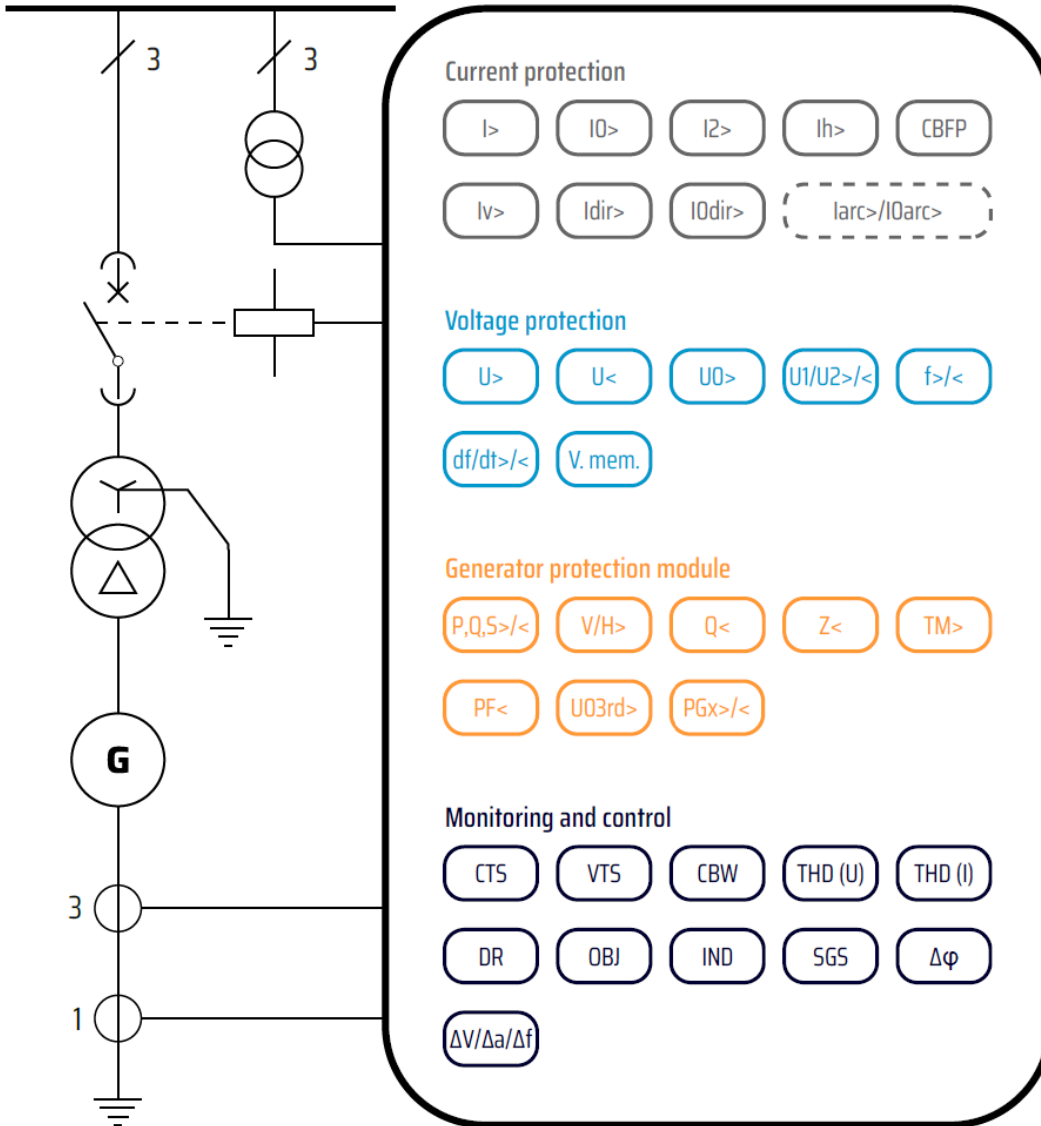 3
3
Current protection
I> I0> I2> Ih> CBFP
Iv> Idir> I0dir> Iarc>/I0arc>
Voltage protection
U> U< U0> U1/U2>/< f>/<
df/dt>/< V. mem.
Generator protection module
P,Q,S>/< V/H> Q< Z< TM>
PF< U03rd> PGx>/<
G
Monitoring and control
CTS VTS CBW THD (U) THD (I)
3
DR OBJ IND SGS Δφ
1
ΔV/Δa/Δf